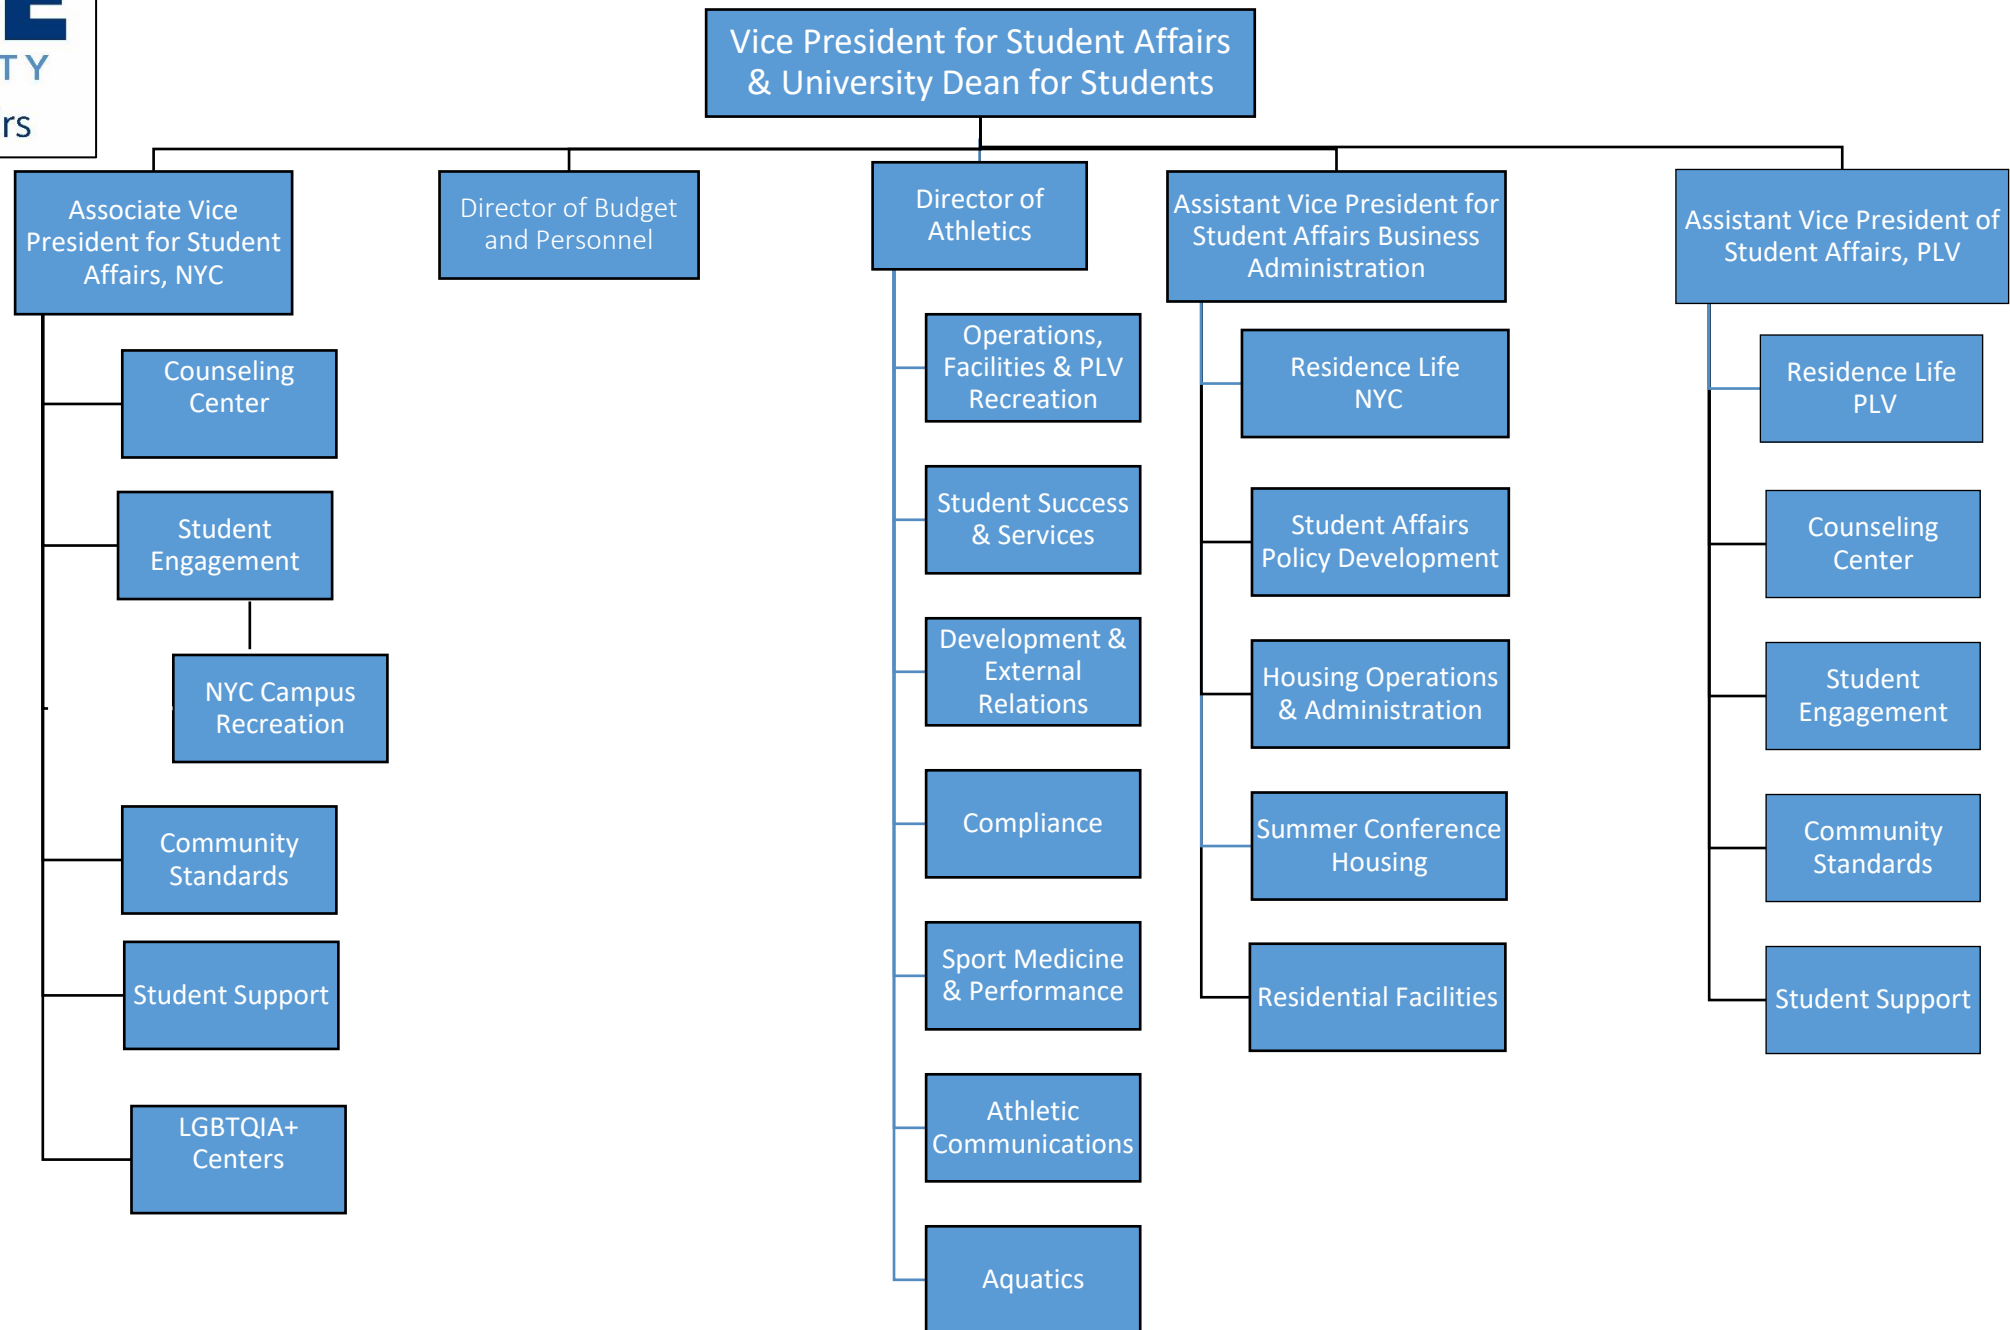 E
TY
rs
Vice President for Student Affairs
& University Dean for Students
Associate Vice
President for Student
Affairs, NYC
Counseling
Center
Student
Engagement
NYC Campus
Recreation
Community
Standards
Student Support
LGBTQIA+
Centers
Director of Budget
and Personnel
Director of
Athletics
Operations,
Facilities & PLV
Recreation
Student Success
& Services
Development &
External
Relations
Compliance
Sport Medicine
& Performance
Athletic
Communications
Aquatics
Assistant Vice President for
Student Affairs Business
Administration
Residence Life
NYC
Student Affairs
Policy Development
Housing Operations
& Administration
Summer Conference
Housing
Residential Facilities
Assistant Vice President of
Student Affairs, PLV
Residence Life
PLV
Counseling
Center
Student
Engagement
Community
Standards
Student Support